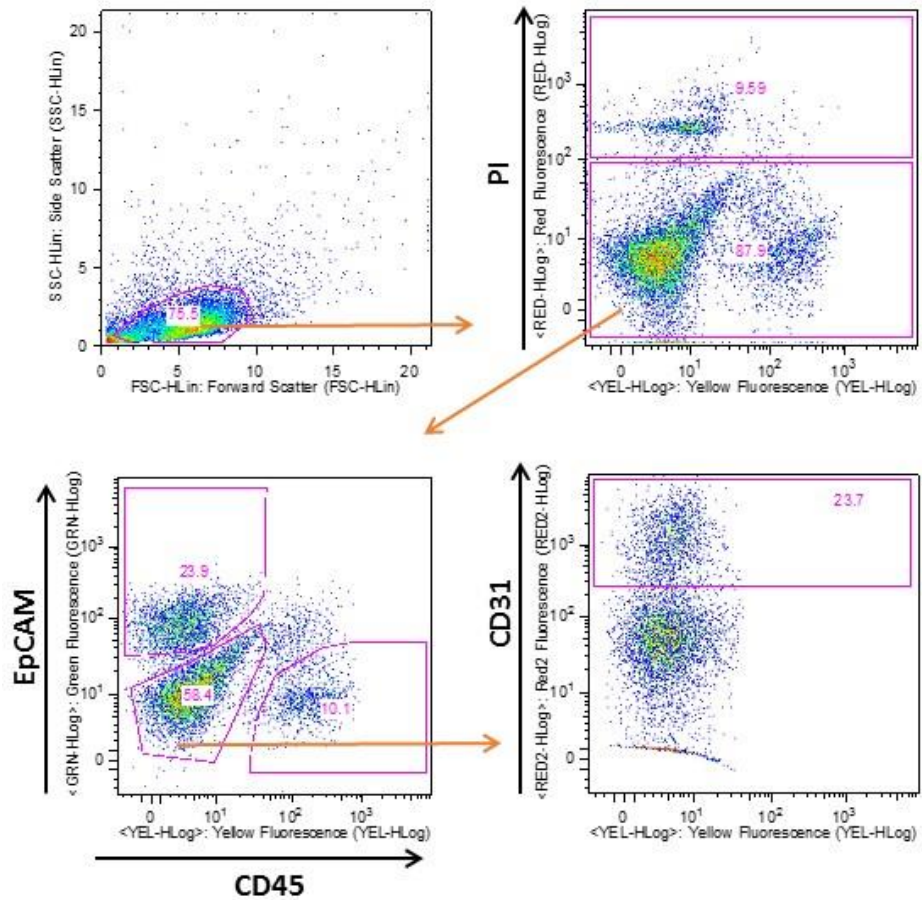 20
15
10
5
0
SSC-HLin: Side Scatter (SSC-HLin)
75.5
0 5 10 15 20
FSC-HLin: Forward Scatter (FSC-HLin)
PI
<RED-HLog>: Red Fluorescence (RED-HLog)
10³
10²
10¹
0
9.59
87.9
0 10¹ 10² 10³
<YEL-HLog>: Yellow Fluorescence (YEL-HLog)
EpCAM
<GRN-HLog>: Green Fluorescence (GRN-HLog)
10³
10²
10¹
0
23.9
58.4
10.1
0 10¹ 10² 10³
<YEL-HLog>: Yellow Fluorescence (YEL-HLog)
CD45
CD31
<RED2-HLog>: Red2 Fluorescence (RED2-HLog)
10³
10²
10¹
0
23.7
0 10¹ 10² 10³
<YEL-HLog>: Yellow Fluorescence (YEL-HLog)